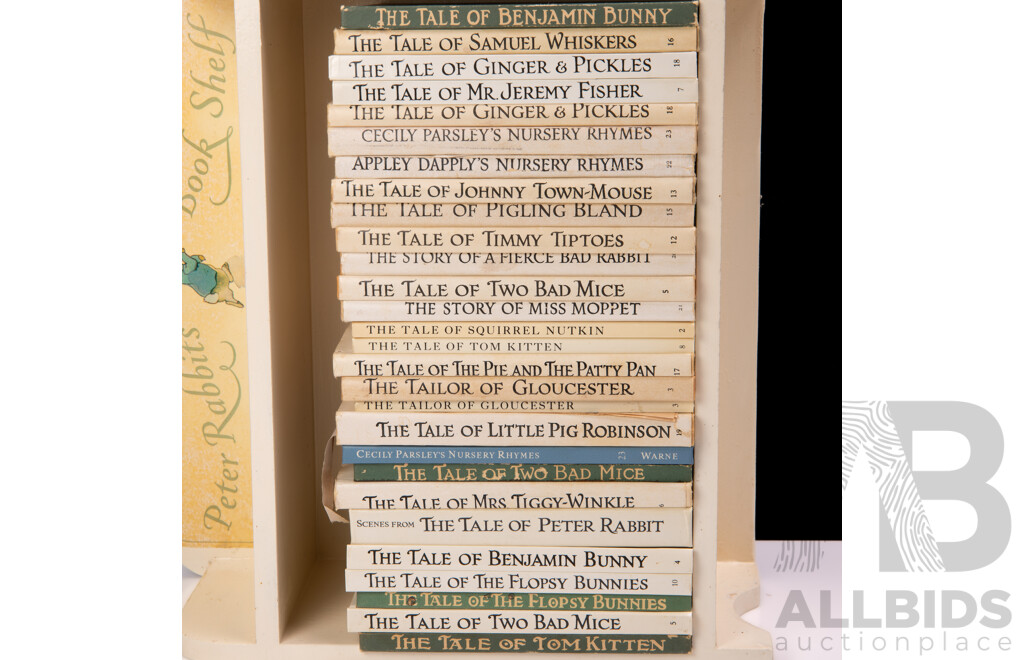 Peter Rabbits Book Shelf
THE TALE OF BENJAMIN BUNNY
THE TALE OF SAMUEL WHISKERS 16
THE TALE OF GINGER & PICKLES 18
THE TALE OF MR. JEREMY FISHER 7
THE TALE OF GINGER & PICKLES 18
CECILY PARSLEY'S NURSERY RHYMES 23
APPLEY DAPPLY'S NURSERY RHYMES 22
THE TALE OF JOHNNY TOWN-MOUSE 13
THE TALE OF PIGLING BLAND 15
THE TALE OF TIMMY TIPTOES 12
THE STORY OF A FIERCE BAD RABBIT
THE TALE OF TWO BAD MICE 5
THE STORY OF MISS MOPPET 21
THE TALE OF SQUIRREL NUTKIN 2
THE TALE OF TOM KITTEN 8
THE TALE OF THE PIE AND THE PATTY PAN 17
THE TAILOR OF GLOUCESTER 3
THE TAILOR OF GLOUCESTER 3
THE TALE OF LITTLE PIG ROBINSON 19
CECILY PARSLEY'S NURSERY RHYMES 23 WARNE
THE TALE OF TWO BAD MICE
THE TALE OF MRS TIGGY-WINKLE 6
SCENES FROM THE TALE OF PETER RABBIT
THE TALE OF BENJAMIN BUNNY 4
THE TALE OF THE FLOPSY BUNNIES 10
THE TALE OF THE FLOPSY BUNNIES
THE TALE OF TWO BAD MICE 5
THE TALE OF TOM KITTEN
AB
ALLBIDS
auctionplace